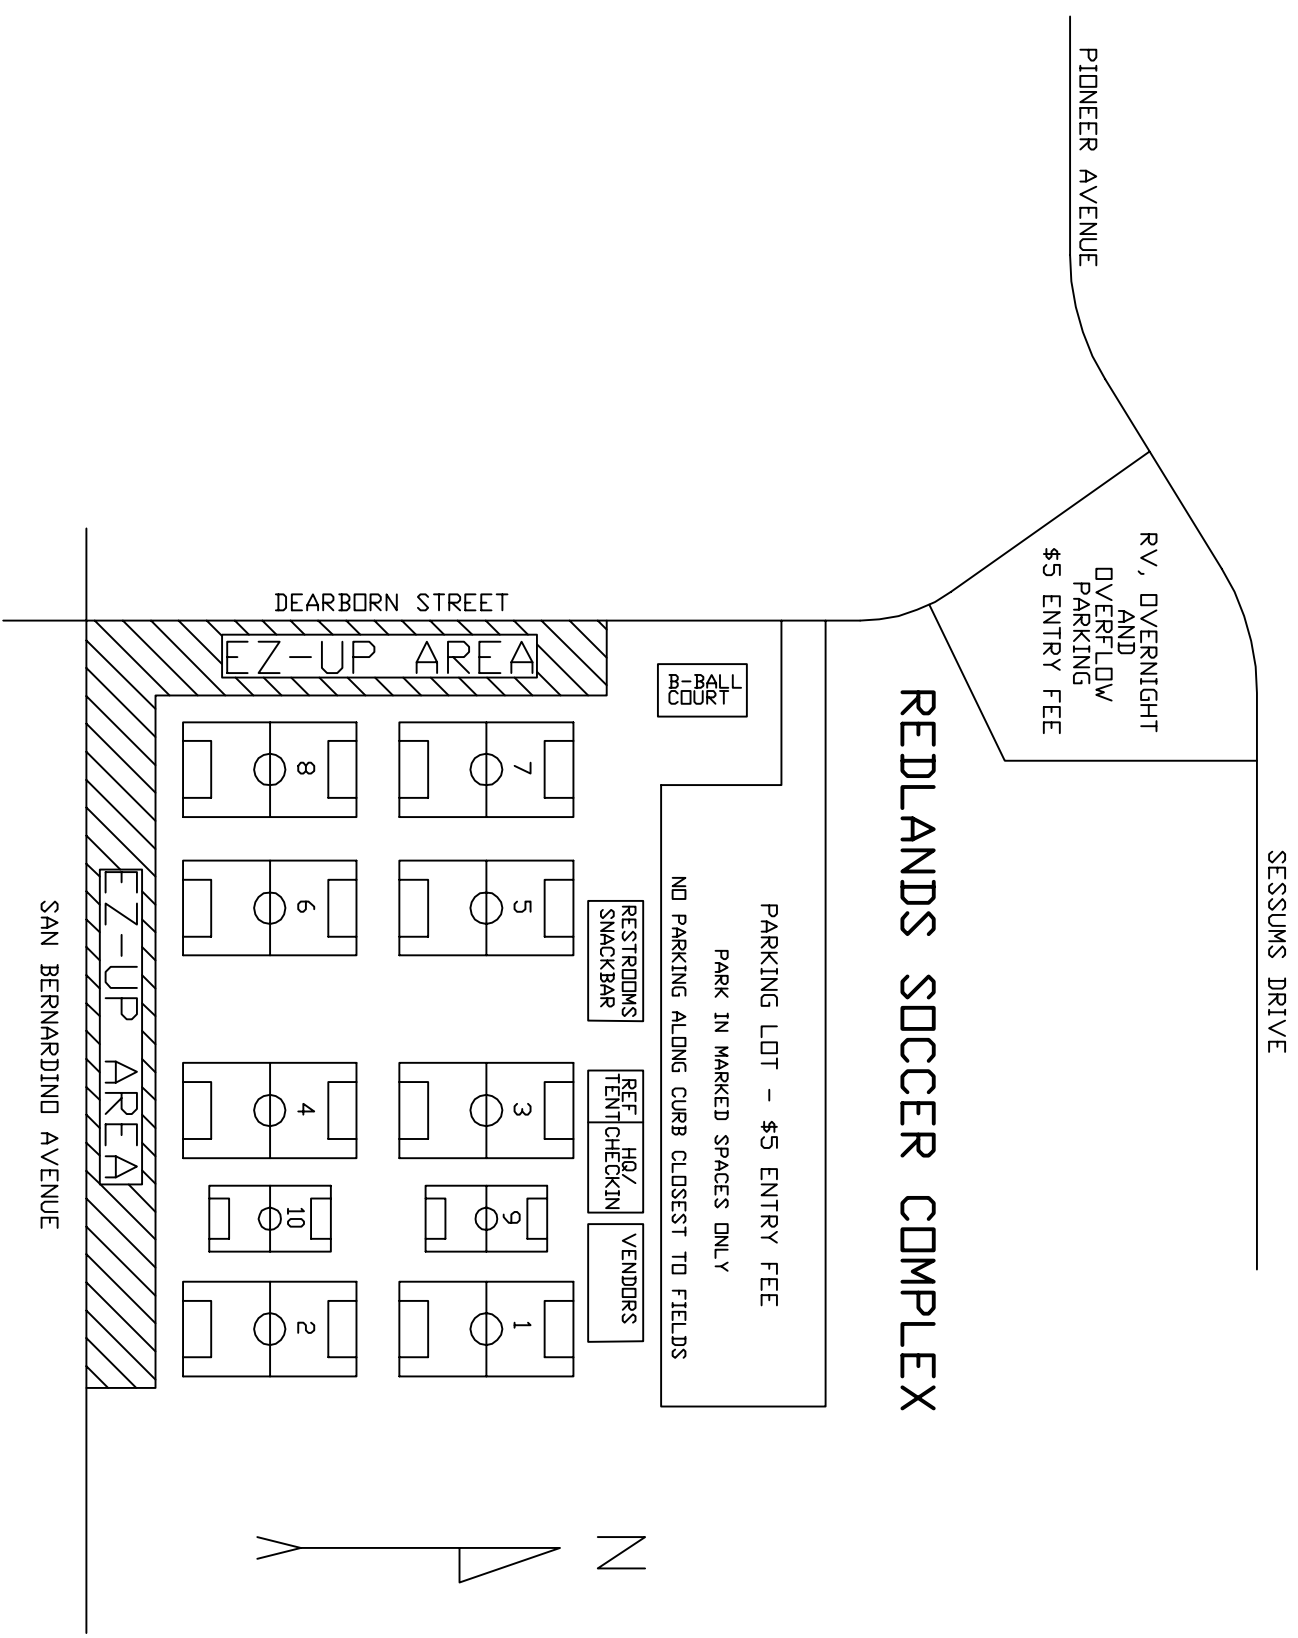 PIONEER AVENUE
SESSUMS DRIVE
RV, OVERNIGHT
AND
OVERFLOW
PARKING
$5 ENTRY FEE
REDLANDS SOCCER COMPLEX
PARKING LOT - $5 ENTRY FEE
PARK IN MARKED SPACES ONLY
NO PARKING ALONG CURB CLOSEST TO FIELDS
B-BALL
COURT
DEARBORN STREET
EZ-UP AREA
RESTROOMS
SNACKBAR
REF
TENT
HQ/
CHECKIN
VENDORS
7
5
3
9
1
8
6
4
10
2
EZ-UP AREA
SAN BERNARDINO AVENUE
N